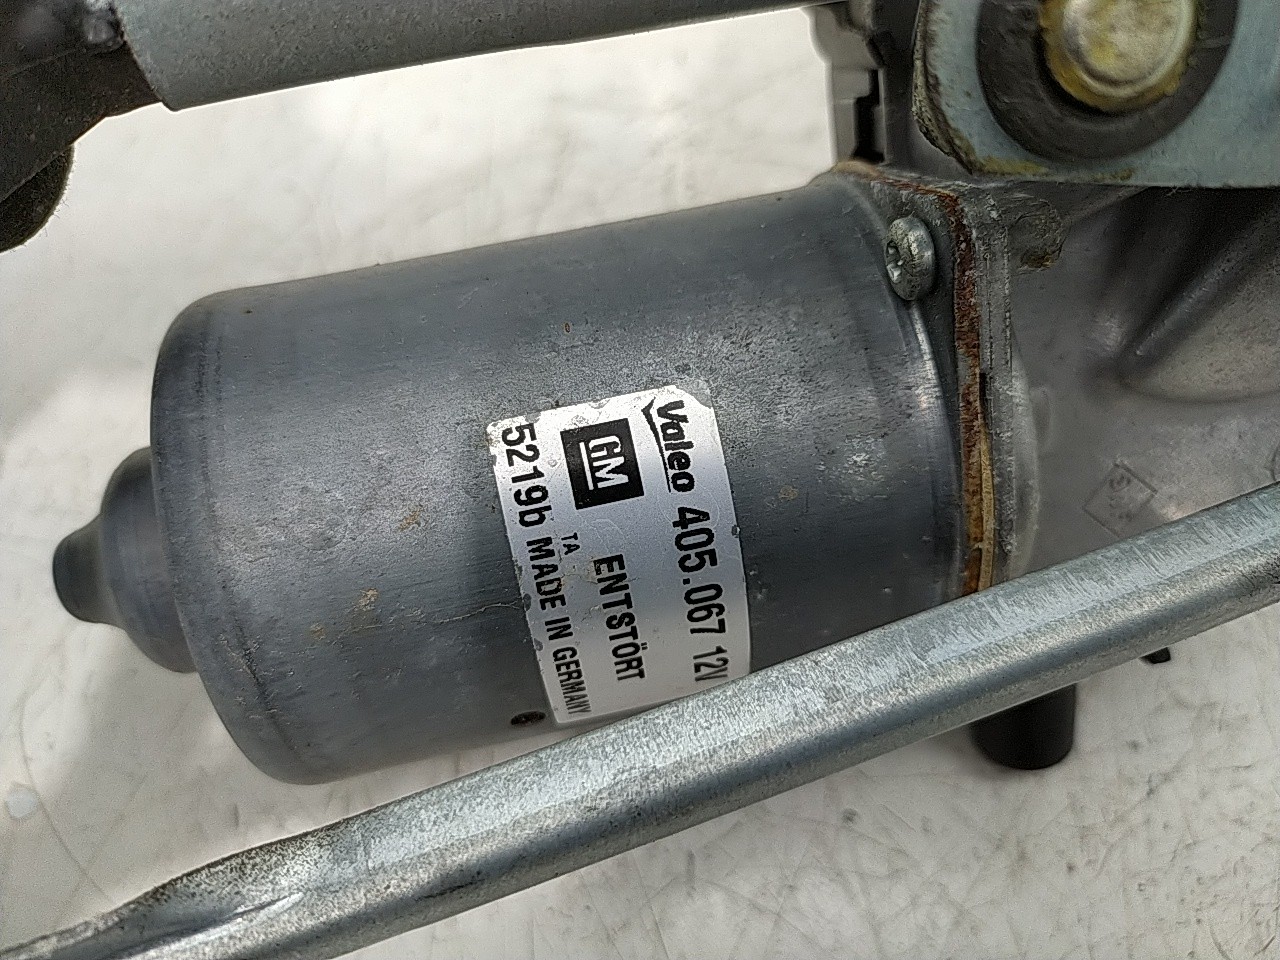 Valeo 405.067 12V
GM ENTSTÖRT
TA
5219b MADE IN GERMANY